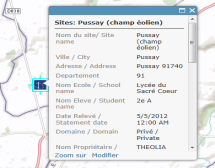 D838
Sites: Pussay (champ éolien)
Nom du site/ Site name Pussay (champ éolien)
Ville / City Pussay
Adresse / Address Pussay 91740
Departement 91
Nom Ecole / School name Lycée du Sacré Coeur
Nom Eleve / Student name 2e A
Date Relevé / Statement date 5/5/2012 12:00 AM
Domaine / Domain Privé / Private
Nom Propriétaire / THEOLIA
Zoom sur Modifier